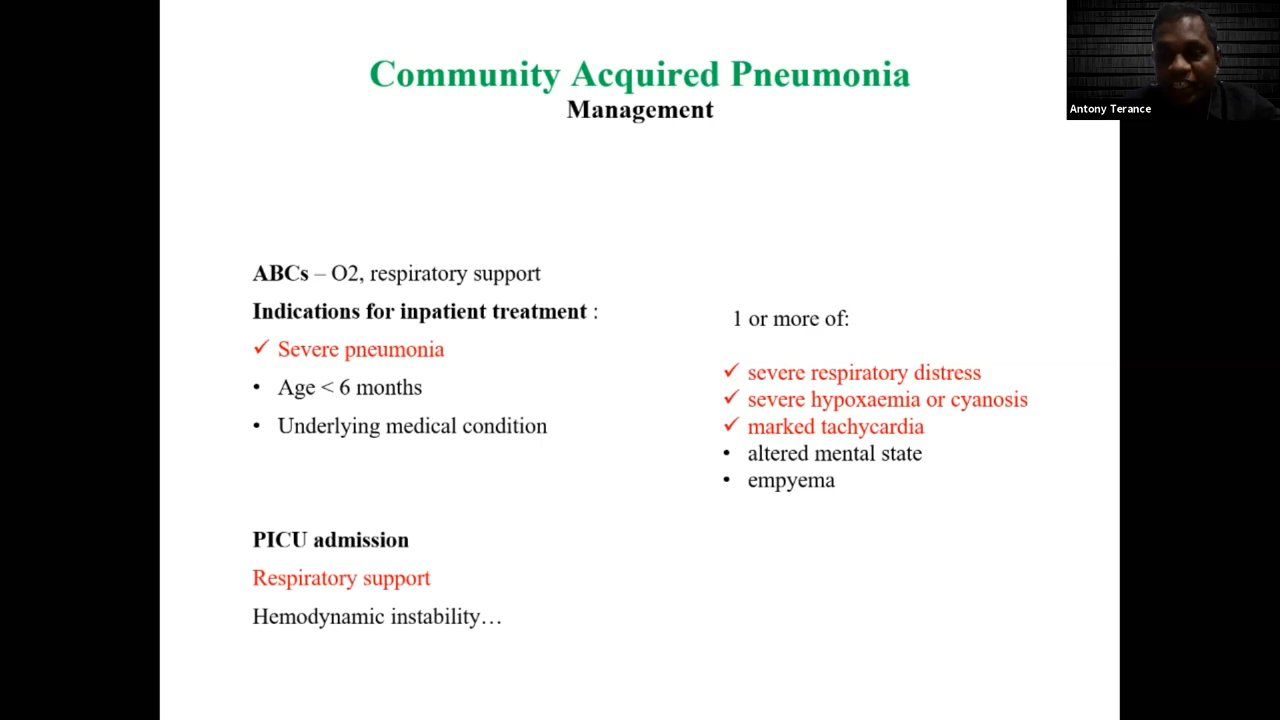 Community Acquired Pneumonia
Management
Antony Terance
ABCs – O2, respiratory support
Indications for inpatient treatment :
✓ Severe pneumonia
• Age < 6 months
• Underlying medical condition
1 or more of:
✓ severe respiratory distress
✓ severe hypoxaemia or cyanosis
✓ marked tachycardia
• altered mental state
• empyema
PICU admission
Respiratory support
Hemodynamic instability…